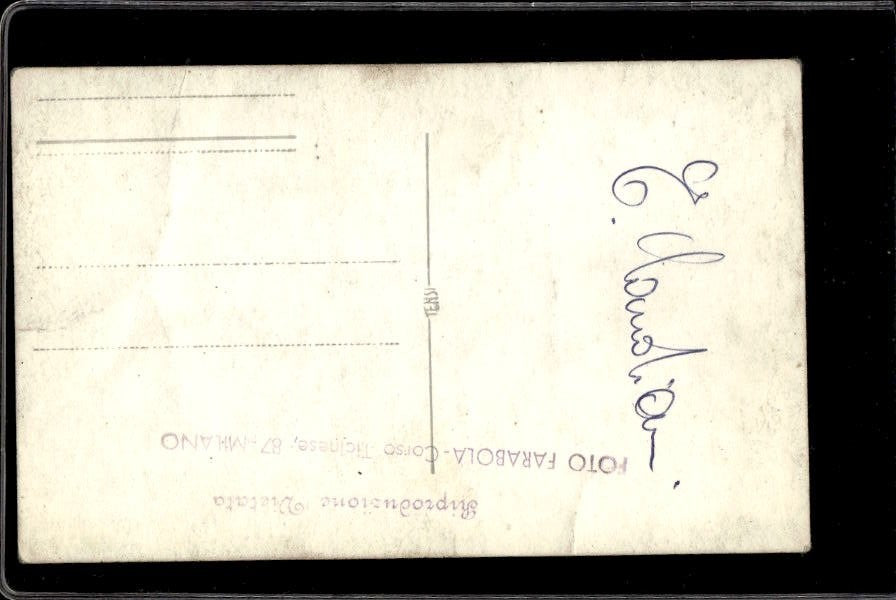 TENSI
FOTO FARABOLA - Corso Ticinese, 87 - MILANO
Riproduzione Vietata